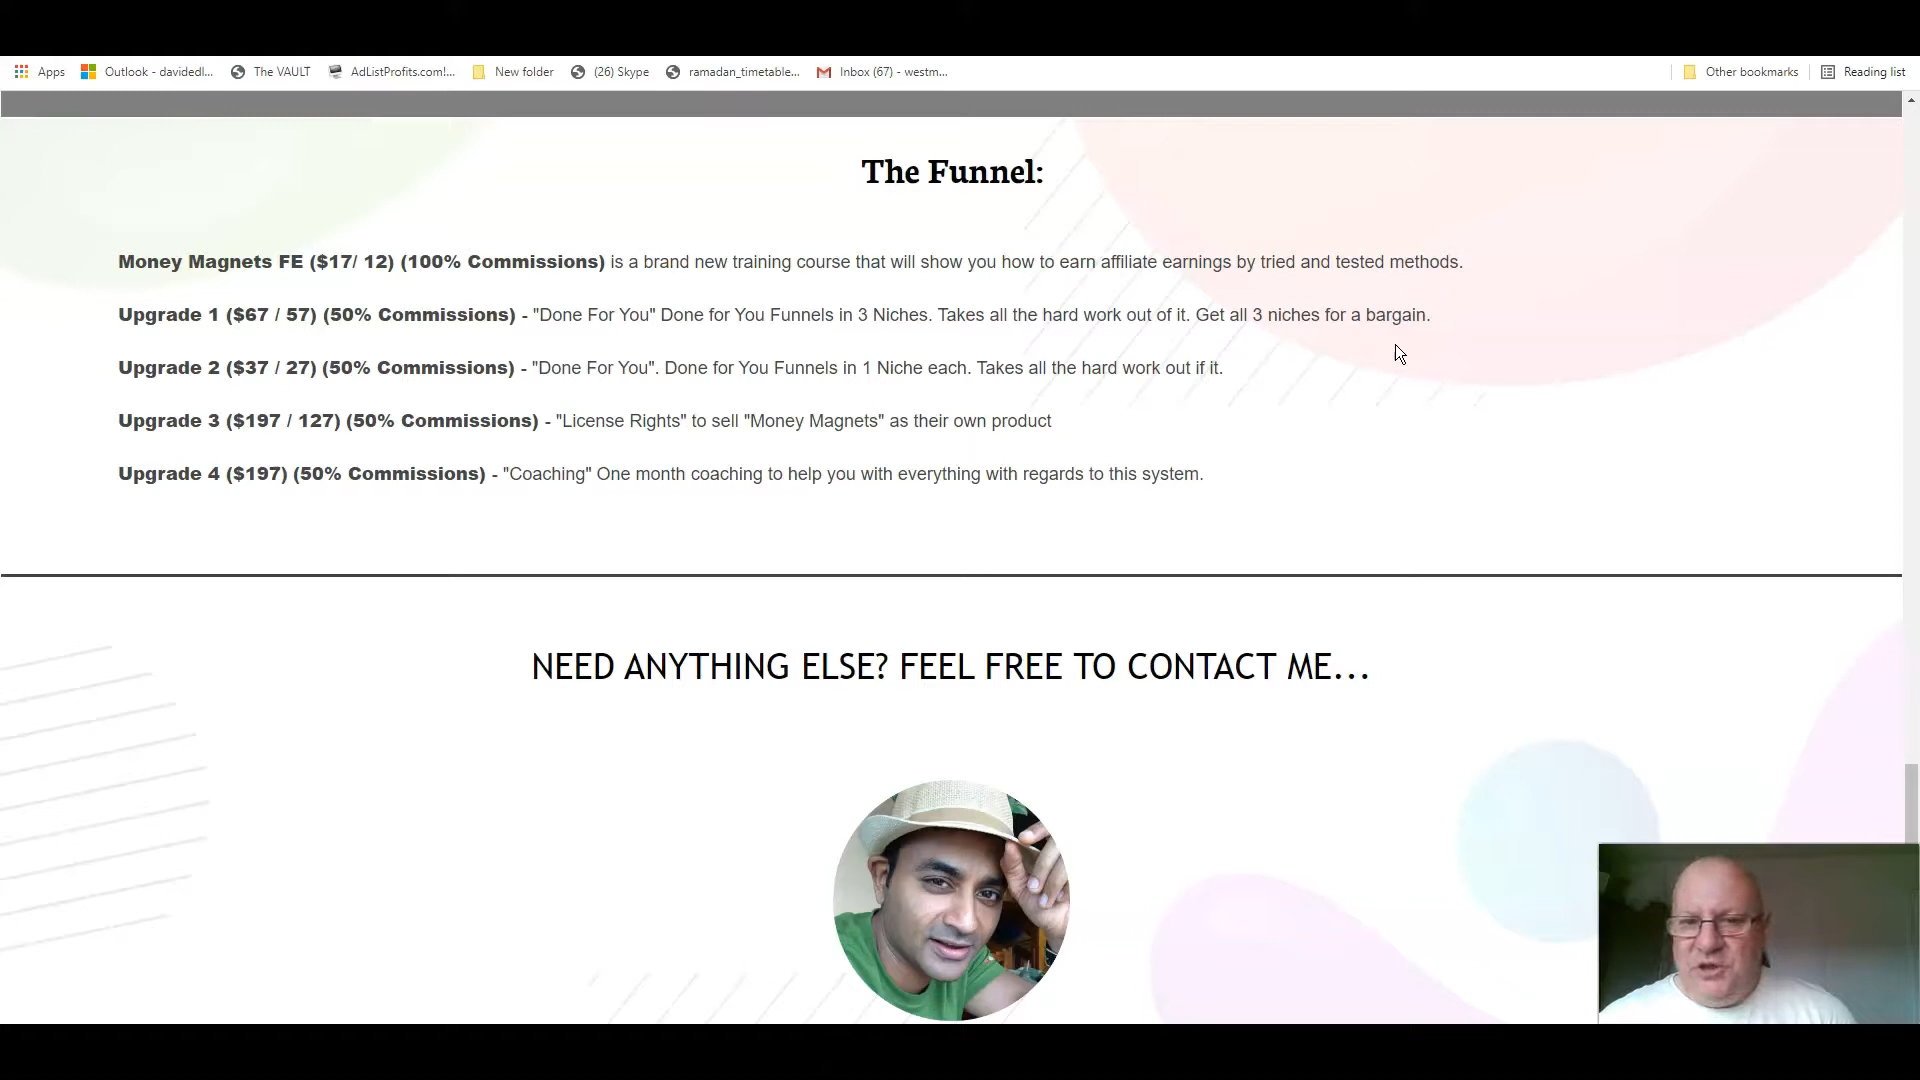 Apps Outlook - davidedl... The VAULT AdListProfits.com!... New folder (26) Skype ramadan_timetable... Inbox (67) - westm... Other bookmarks Reading list
The Funnel:
Money Magnets FE ($17/ 12) (100% Commissions) is a brand new training course that will show you how to earn affiliate earnings by tried and tested methods.
Upgrade 1 ($67 / 57) (50% Commissions) - "Done For You" Done for You Funnels in 3 Niches. Takes all the hard work out of it. Get all 3 niches for a bargain.
Upgrade 2 ($37 / 27) (50% Commissions) - "Done For You". Done for You Funnels in 1 Niche each. Takes all the hard work out if it.
Upgrade 3 ($197 / 127) (50% Commissions) - "License Rights" to sell "Money Magnets" as their own product
Upgrade 4 ($197) (50% Commissions) - "Coaching" One month coaching to help you with everything with regards to this system.
NEED ANYTHING ELSE? FEEL FREE TO CONTACT ME...